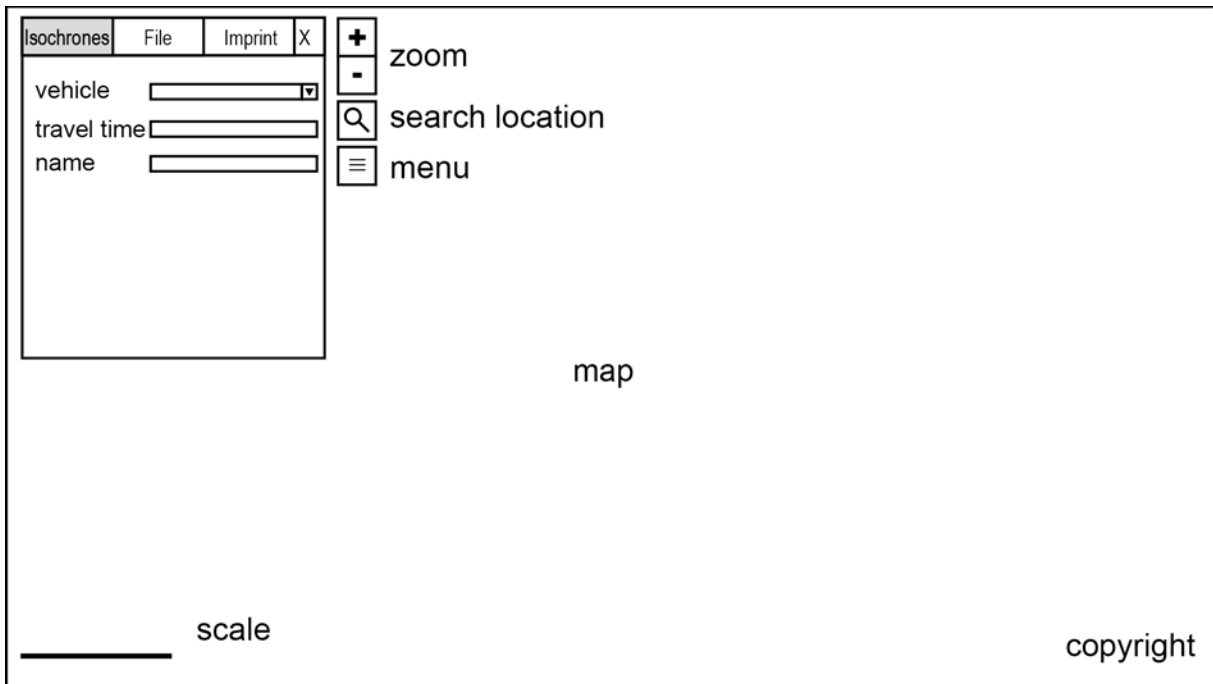 Isochrones File Imprint X
vehicle
travel time
name
+
-
zoom
search location
menu
map
scale
copyright